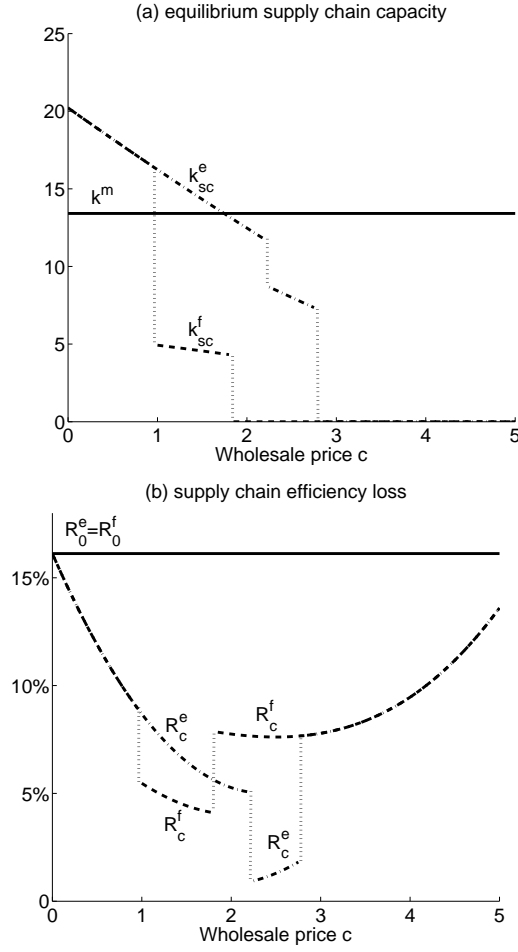 (a) equilibrium supply chain capacity
25
20
15
10
5
0
k^e_sc
k^m
k^f_sc
0 1 2 3 4 5
Wholesale price c
(b) supply chain efficiency loss
R^e_0=R^f_0
15%
10%
5%
0
R^e_c
R^f_c
R^f_c
R^e_c
0 1 2 3 4 5
Wholesale price c